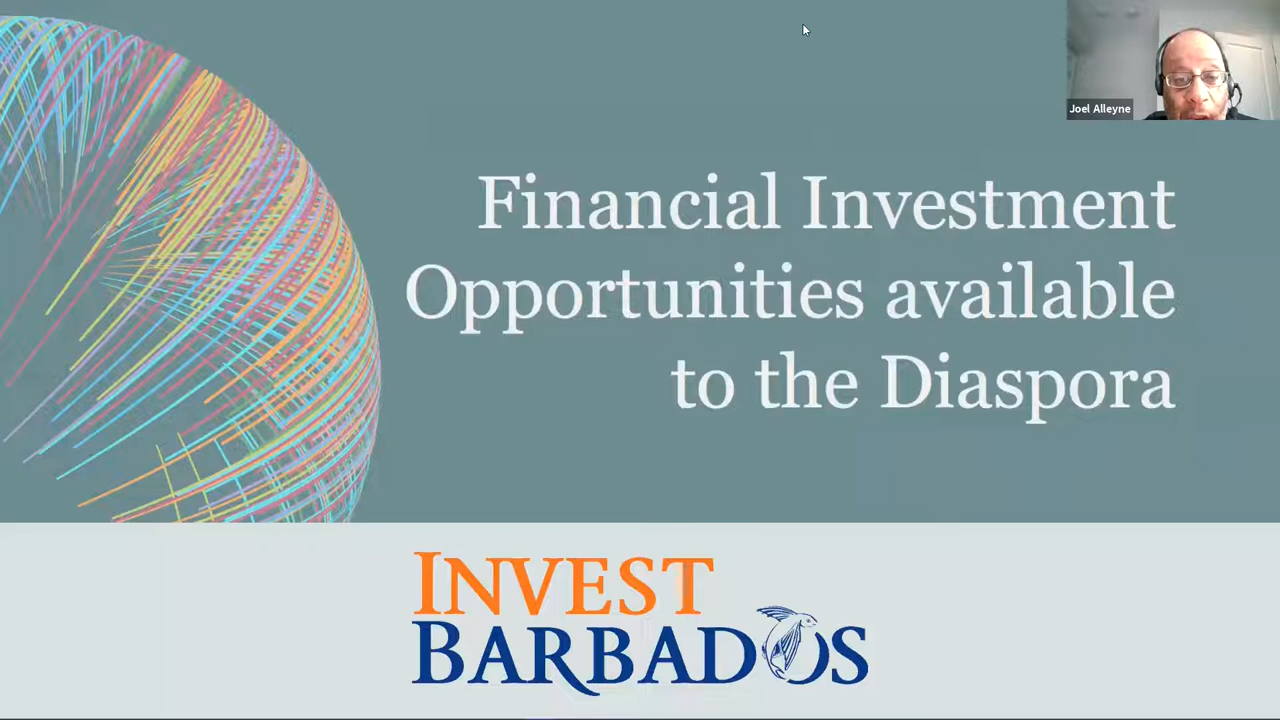 Joel Alleyne
Financial Investment
Opportunities available
to the Diaspora
INVEST
BARBADOS